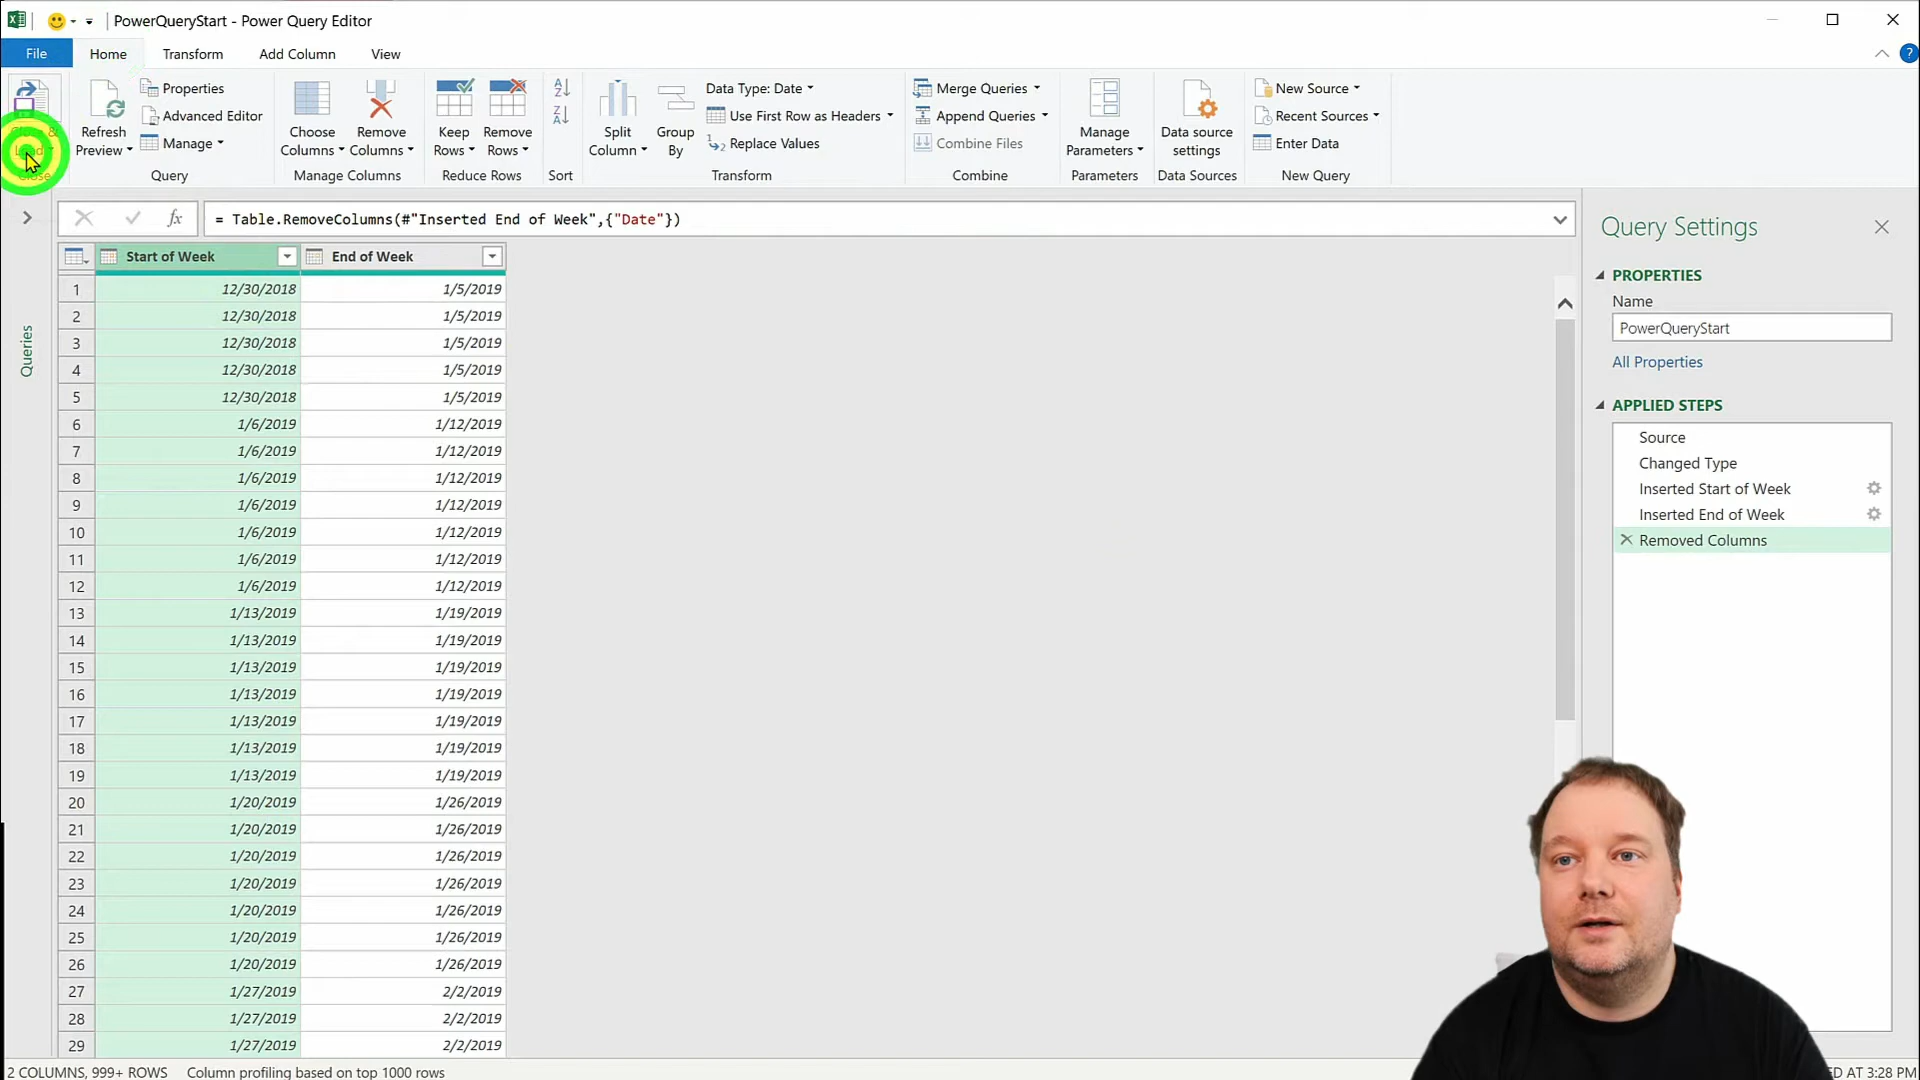 PowerQueryStart - Power Query Editor
File
Home
Transform
Add Column
View
Close &
Load
Close
Refresh
Preview
Properties
Advanced Editor
Manage
Query
Choose
Columns
Remove
Columns
Manage Columns
Keep
Rows
Remove
Rows
Reduce Rows
Sort
Split
Column
Group
By
Data Type: Date
Use First Row as Headers
Replace Values
Transform
Merge Queries
Append Queries
Combine Files
Combine
Manage
Parameters
Parameters
Data source
settings
Data Sources
New Source
Recent Sources
Enter Data
New Query
fx = Table.RemoveColumns(#"Inserted End of Week",{"Date"})
Queries
Start of Week End of Week
1 12/30/2018 1/5/2019
2 12/30/2018 1/5/2019
3 12/30/2018 1/5/2019
4 12/30/2018 1/5/2019
5 12/30/2018 1/5/2019
6 1/6/2019 1/12/2019
7 1/6/2019 1/12/2019
8 1/6/2019 1/12/2019
9 1/6/2019 1/12/2019
10 1/6/2019 1/12/2019
11 1/6/2019 1/12/2019
12 1/6/2019 1/12/2019
13 1/13/2019 1/19/2019
14 1/13/2019 1/19/2019
15 1/13/2019 1/19/2019
16 1/13/2019 1/19/2019
17 1/13/2019 1/19/2019
18 1/13/2019 1/19/2019
19 1/13/2019 1/19/2019
20 1/20/2019 1/26/2019
21 1/20/2019 1/26/2019
22 1/20/2019 1/26/2019
23 1/20/2019 1/26/2019
24 1/20/2019 1/26/2019
25 1/20/2019 1/26/2019
26 1/20/2019 1/26/2019
27 1/27/2019 2/2/2019
28 1/27/2019 2/2/2019
29 1/27/2019 2/2/2019
Query Settings
PROPERTIES
Name
PowerQueryStart
All Properties
APPLIED STEPS
Source
Changed Type
Inserted Start of Week
Inserted End of Week
Removed Columns
2 COLUMNS, 999+ ROWS Column profiling based on top 1000 rows
ED AT 3:28 PM